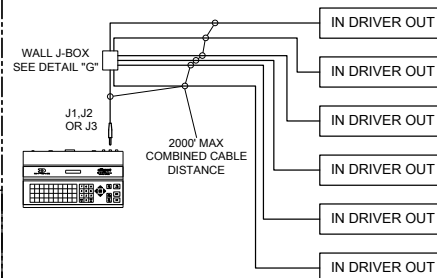 IN DRIVER OUT
WALL J-BOX
SEE DETAIL "G"
IN DRIVER OUT
J1,J2
OR J3
IN DRIVER OUT
2000' MAX
COMBINED CABLE
DISTANCE
IN DRIVER OUT
IN DRIVER OUT
IN DRIVER OUT